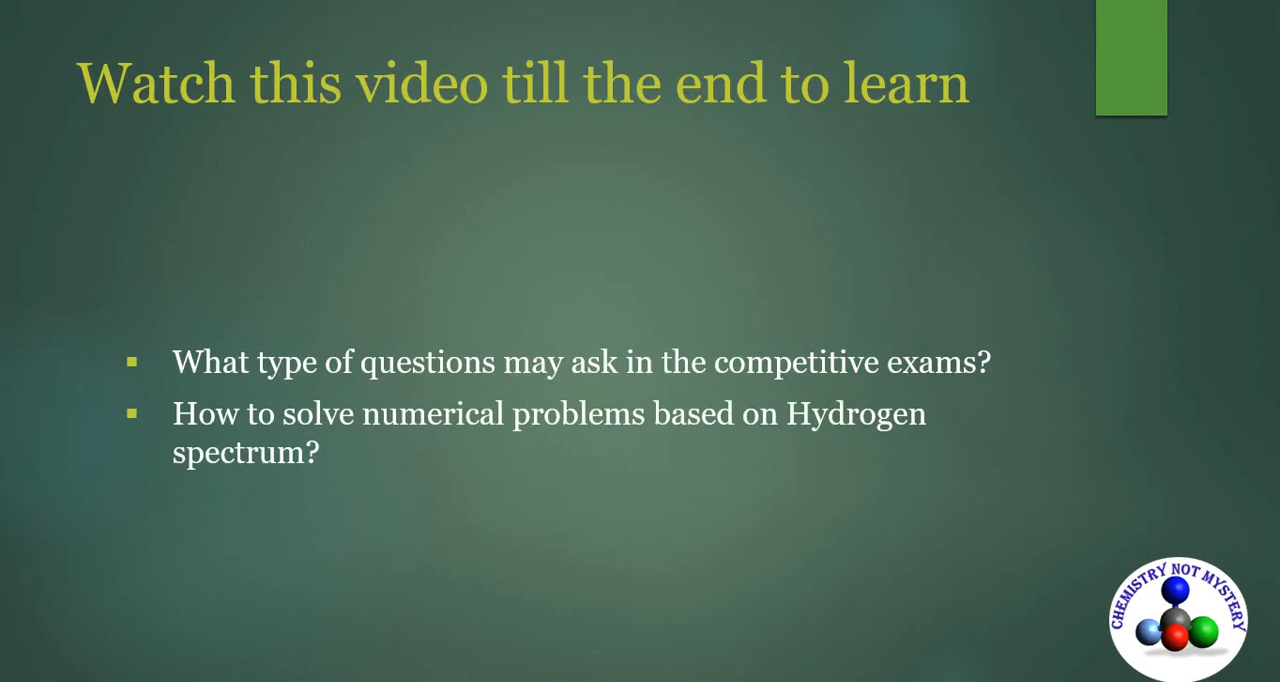 Watch this video till the end to learn
▪ What type of questions may ask in the competitive exams?
▪ How to solve numerical problems based on Hydrogen
spectrum?
CHEMISTRY NOT MYSTERY